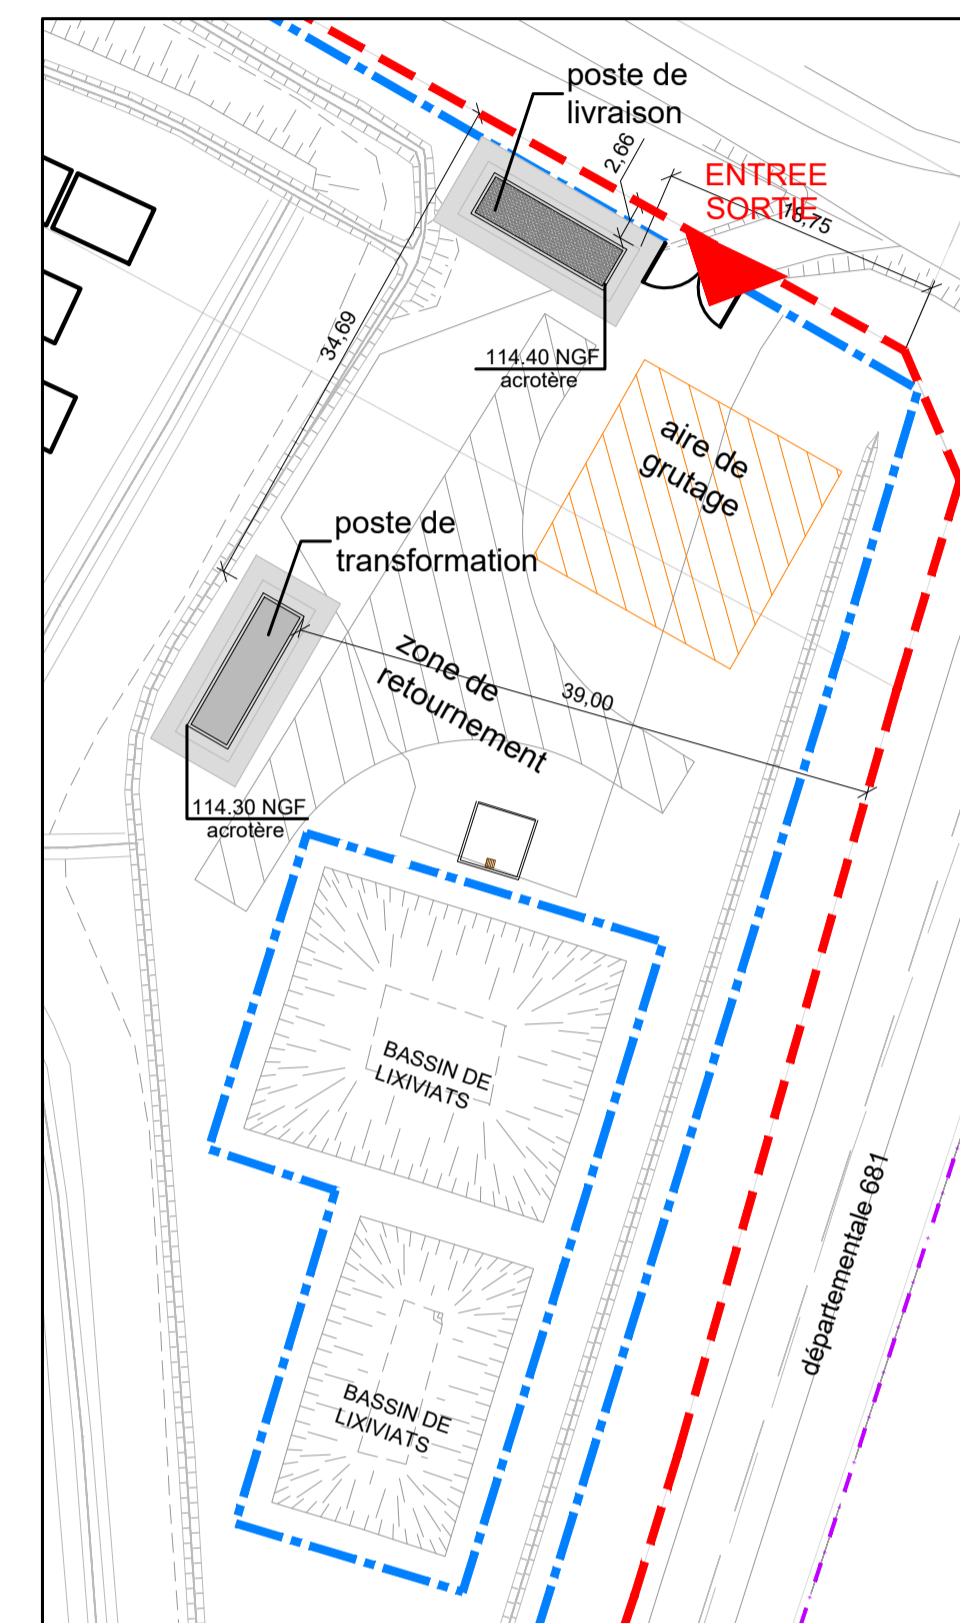 poste de
livraison
2,66
ENTREE
SORTIE
18,75
34,69
114.40 NGF
acrotère
aire de
grutage
poste de
transformation
zone de
retournement
39,00
114.30 NGF
acrotère
BASSIN DE
LIXIVIATS
départementale 681
BASSIN DE
LIXIVIATS